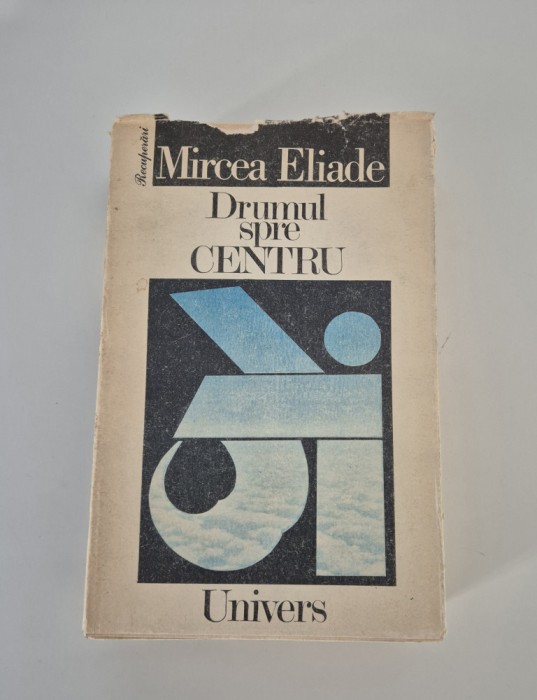 Recuperări
Mircea Eliade
Drumul
spre
CENTRU
Univers